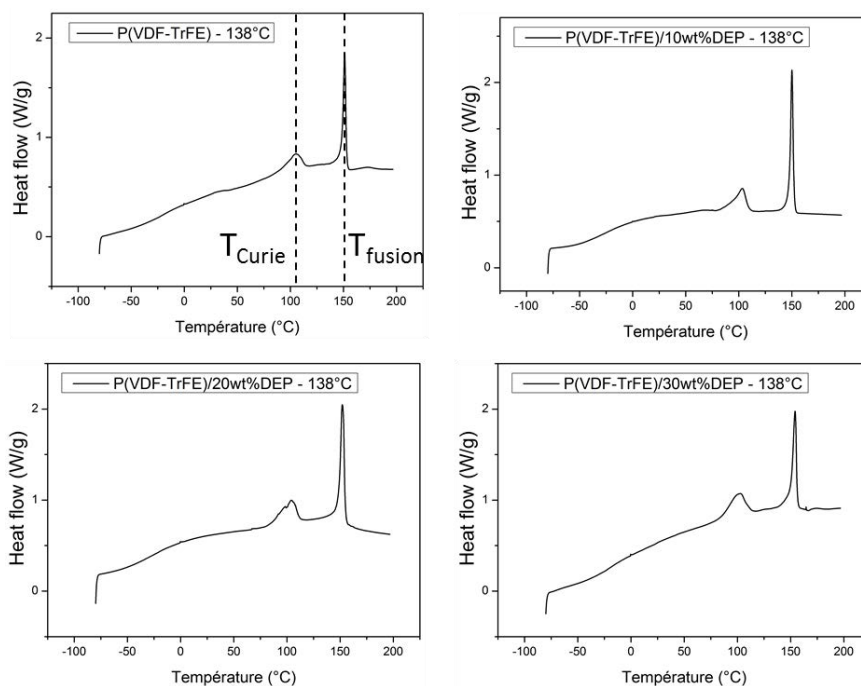 P(VDF-TrFE) - 138°C
Heat flow (W/g)
2
1
0
T_Curie
T_fusion
-100 -50 0 50 100 150 200
Température (°C)
P(VDF-TrFE)/10wt%DEP - 138°C
Heat flow (W/g)
2
1
0
-100 -50 0 50 100 150 200
Température (°C)
P(VDF-TrFE)/20wt%DEP - 138°C
Heat flow (W/g)
2
1
0
-100 -50 0 50 100 150 200
Température (°C)
P(VDF-TrFE)/30wt%DEP - 138°C
Heat flow (W/g)
2
1
0
-100 -50 0 50 100 150 200
Température (°C)